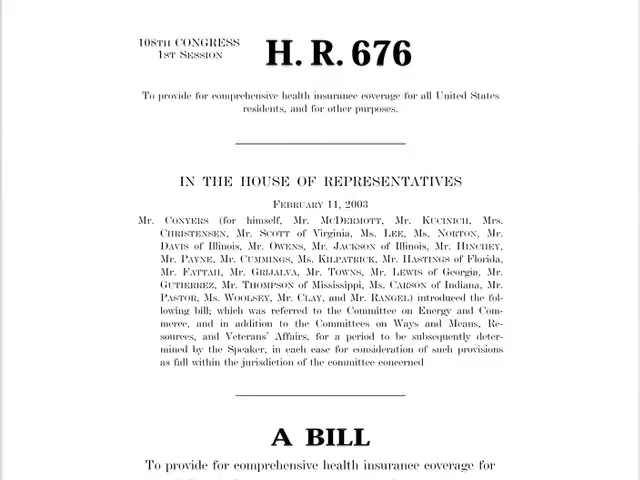 108TH CONGRESS
1ST SESSION
H. R. 676
To provide for comprehensive health insurance coverage for all United States
residents, and for other purposes.
IN THE HOUSE OF REPRESENTATIVES
FEBRUARY 11, 2003
Mr. CONYERS (for himself, Mr. MCDERMOTT, Mr. KUCINICH, Mrs.
CHRISTENSEN, Mr. SCOTT of Virginia, Ms. LEE, Ms. NORTON, Mr.
DAVIS of Illinois, Mr. OWENS, Mr. JACKSON of Illinois, Mr. HINCHEY,
Mr. PAYNE, Mr. CUMMINGS, Ms. KILPATRICK, Mr. HASTINGS of Florida,
Mr. FATTAH, Mr. GRIJALVA, Mr. TOWNS, Mr. LEWIS of Georgia, Mr.
GUTIERREZ, Mr. THOMPSON of Mississippi, Ms. CARSON of Indiana, Mr.
PASTOR, Ms. WOOLSEY, Mr. CLAY, and Mr. RANGEL) introduced the fol-
lowing bill; which was referred to the Committee on Energy and Com-
merce, and in addition to the Committees on Ways and Means, Re-
sources, and Veterans' Affairs, for a period to be subsequently deter-
mined by the Speaker, in each case for consideration of such provisions
as fall within the jurisdiction of the committee concerned
A BILL
To provide for comprehensive health insurance coverage for